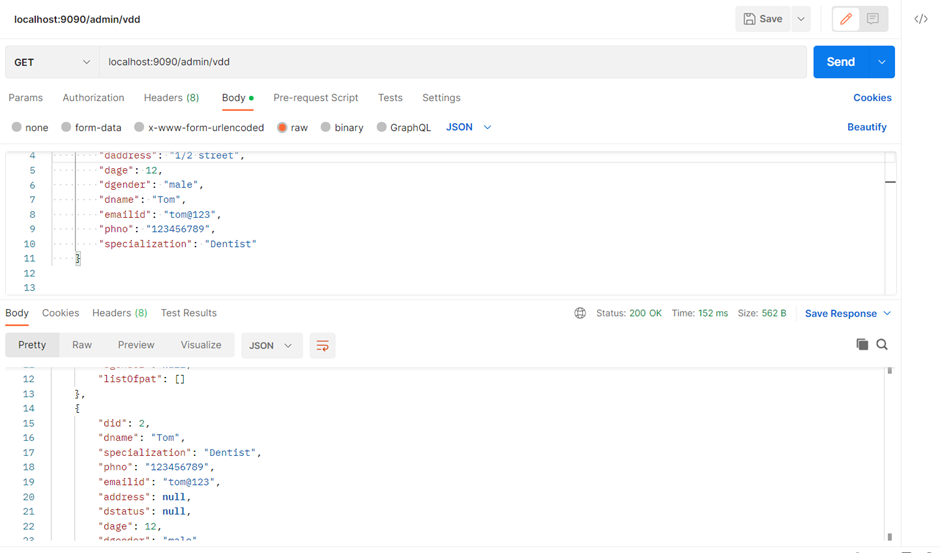 localhost:9090/admin/vdd
Save
GET localhost:9090/admin/vdd Send
Params Authorization Headers (8) Body Pre-request Script Tests Settings Cookies
none form-data x-www-form-urlencoded raw binary GraphQL JSON Beautify
4 "daddress": "1/2 street",
5 "dage": 12,
6 "dgender": "male",
7 "dname": "Tom",
8 "emailid": "tom@123",
9 "phno": "123456789",
10 "specialization": "Dentist"
11 }
12
13
Body Cookies Headers (8) Test Results Status: 200 OK Time: 152 ms Size: 562 B Save Response
Pretty Raw Preview Visualize JSON
12 "listOfpat": []
13 },
14 {
15 "did": 2,
16 "dname": "Tom",
17 "specialization": "Dentist",
18 "phno": "123456789",
19 "emailid": "tom@123",
20 "address": null,
21 "dstatus": null,
22 "dage": 12,
23 "dgender": "male"